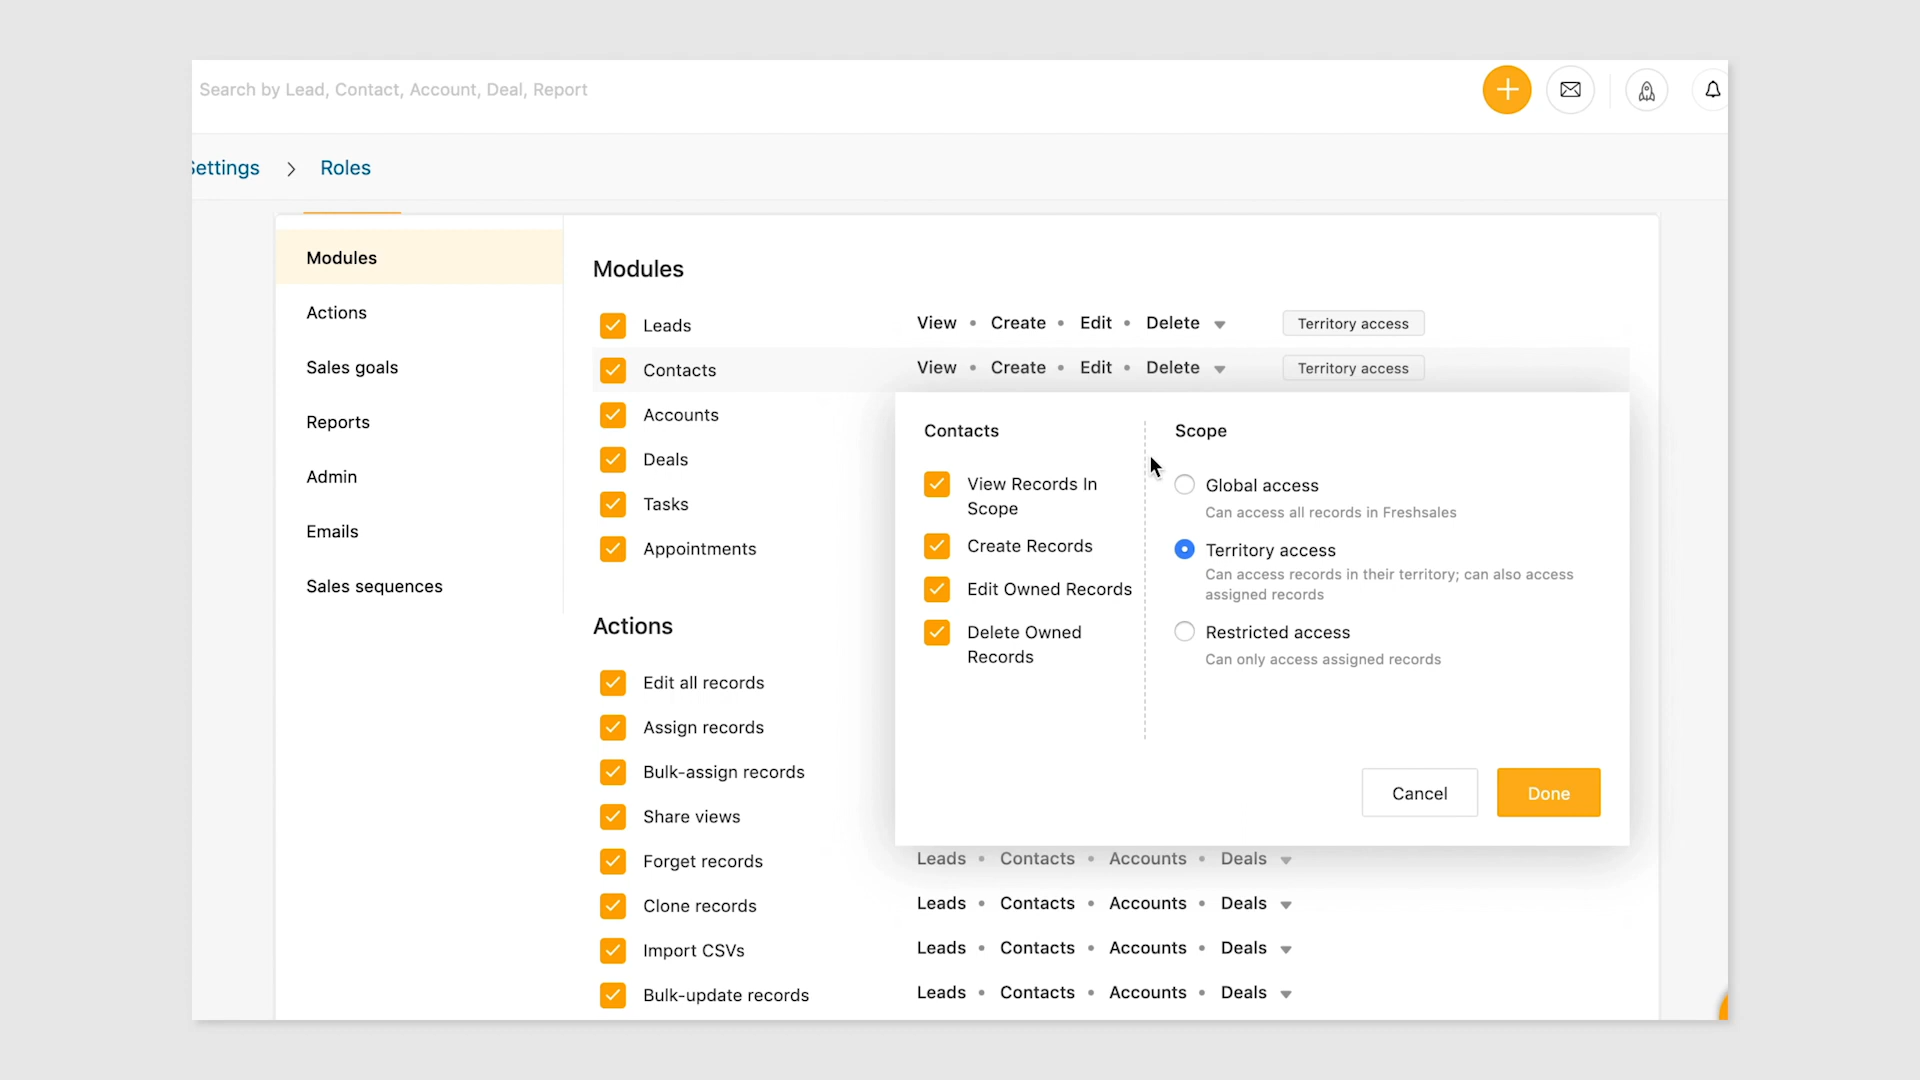 Search by Lead, Contact, Account, Deal, Report
ettings > Roles
Modules
Actions
Sales goals
Reports
Admin
Emails
Sales sequences
Modules
Leads View • Create • Edit • Delete Territory access
Contacts View • Create • Edit • Delete Territory access
Accounts
Deals
Tasks
Appointments
Contacts
View Records In
Scope
Create Records
Edit Owned Records
Delete Owned
Records
Scope
Global access
Can access all records in Freshsales
Territory access
Can access records in their territory; can also access
assigned records
Restricted access
Can only access assigned records
Cancel Done
Actions
Edit all records
Assign records
Bulk-assign records
Share views
Forget records Leads • Contacts • Accounts • Deals
Clone records Leads • Contacts • Accounts • Deals
Import CSVs Leads • Contacts • Accounts • Deals
Bulk-update records Leads • Contacts • Accounts • Deals